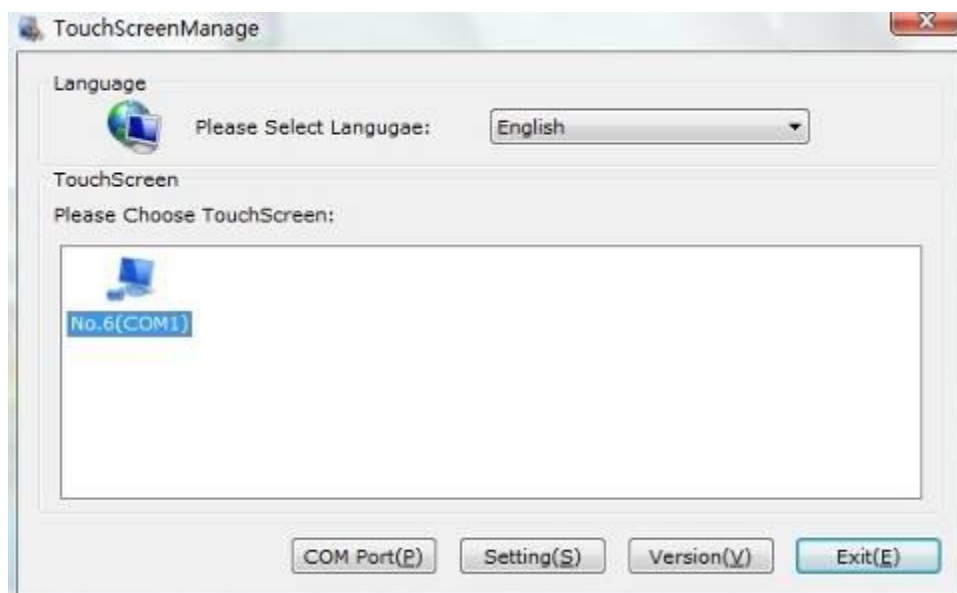 TouchScreenManage
Language
Please Select Langugae: English
TouchScreen
Please Choose TouchScreen:
No.6(COM1)
COM Port(P) Setting(S) Version(V) Exit(E)